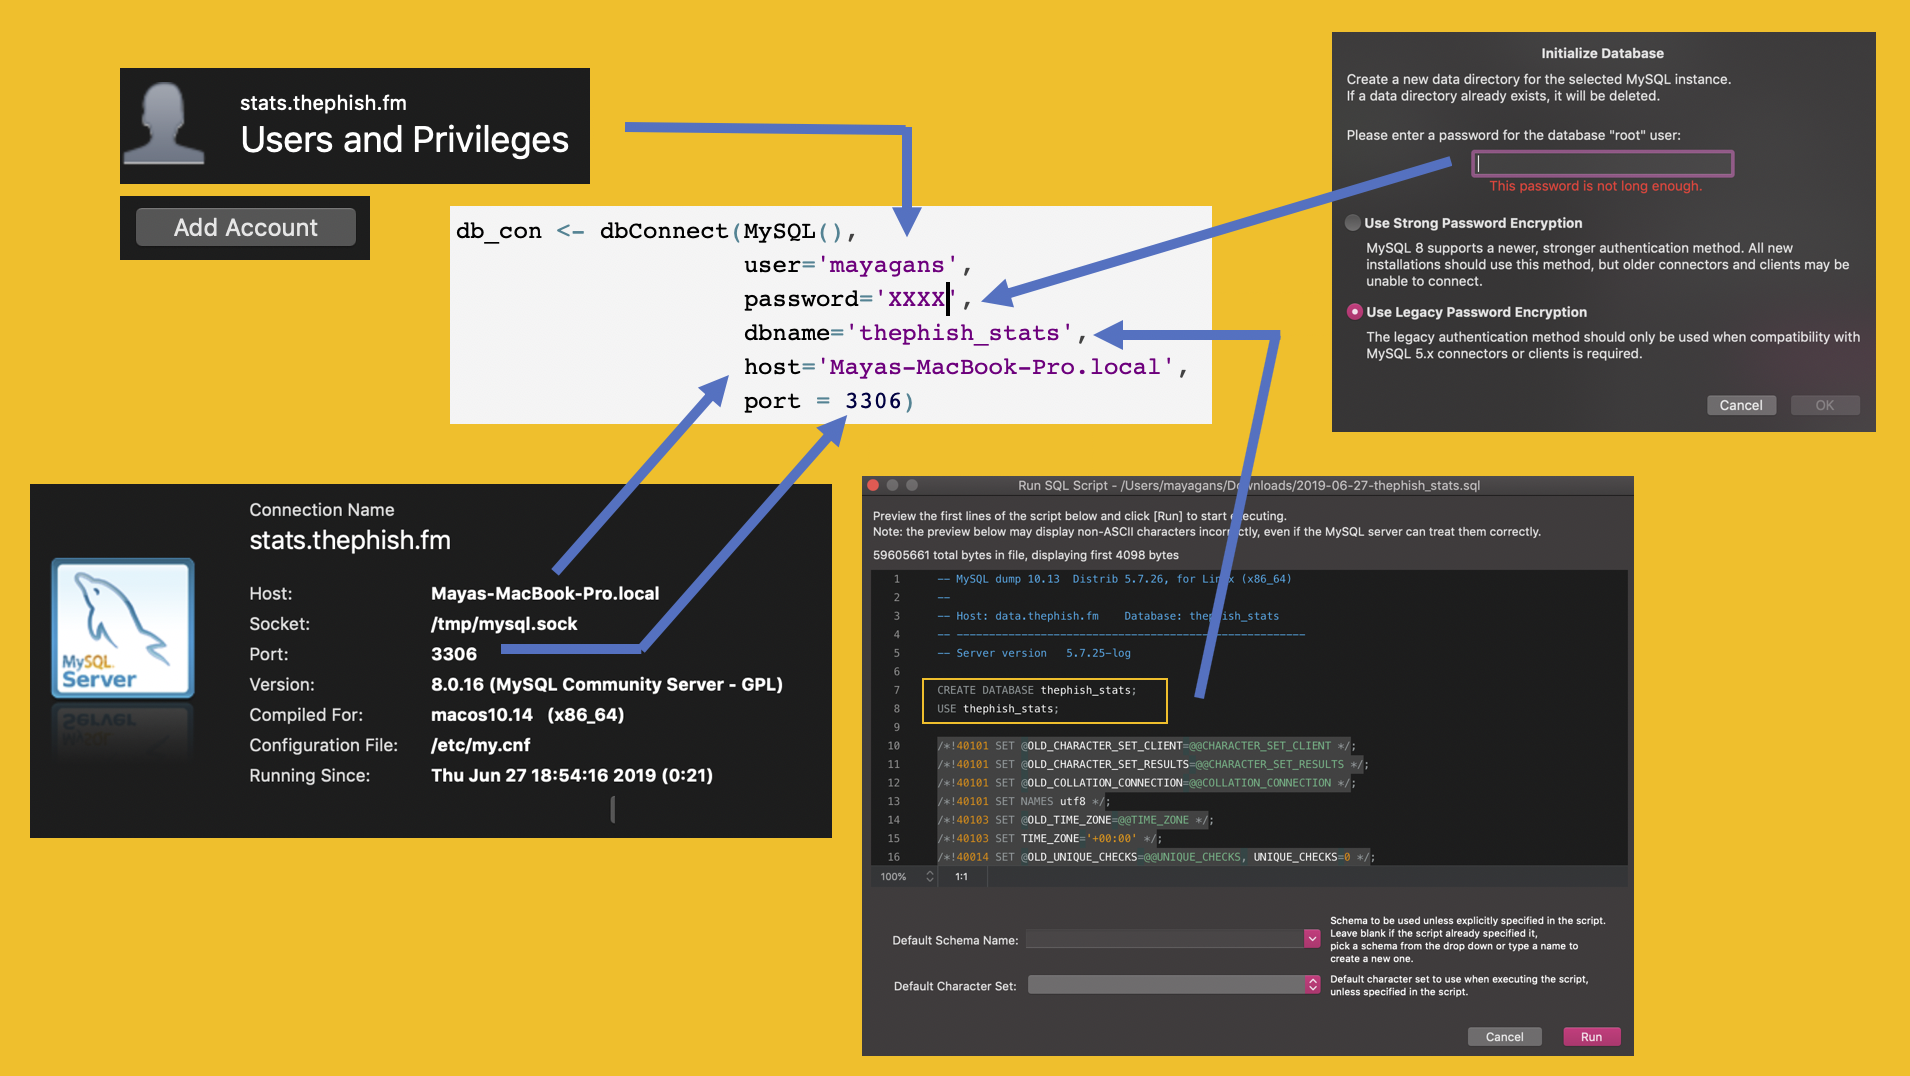 stats.thephish.fm
Users and Privileges
Add Account
db_con <- dbConnect(MySQL(),
user='mayagans',
password='XXXX',
dbname='thephish_stats',
host='Mayas-MacBook-Pro.local',
port = 3306)
Initialize Database
Create a new data directory for the selected MySQL instance.
If a data directory already exists, it will be deleted.
Please enter a password for the database "root" user:
This password is not long enough.
Use Strong Password Encryption
MySQL 8 supports a newer, stronger authentication method. All new
installations should use this method, but older connectors and clients may be
unable to connect.
Use Legacy Password Encryption
The legacy authentication method should only be used when compatibility with
MySQL 5.x connectors or clients is required.
Cancel
OK
Connection Name
stats.thephish.fm
MySQL
Server
Host: Mayas-MacBook-Pro.local
Socket: /tmp/mysql.sock
Port: 3306
Version: 8.0.16 (MySQL Community Server - GPL)
Compiled For: macos10.14 (x86_64)
Configuration File: /etc/my.cnf
Running Since: Thu Jun 27 18:54:16 2019 (0:21)
Run SQL Script - /Users/mayagans/Downloads/2019-06-27-thephish_stats.sql
Preview the first lines of the script below and click [Run] to start executing.
Note: the preview below may display non-ASCII characters incorrectly, even if the MySQL server can treat them correctly.
59605661 total bytes in file, displaying first 4098 bytes
1 -- MySQL dump 10.13 Distrib 5.7.26, for Linux (x86_64)
2 --
3 -- Host: data.thephish.fm Database: thephish_stats
4 -- ------------------------------------------------------
5 -- Server version 5.7.25-log
6
7 CREATE DATABASE thephish_stats;
8 USE thephish_stats;
9
10 /*!40101 SET @OLD_CHARACTER_SET_CLIENT=@@CHARACTER_SET_CLIENT */;
11 /*!40101 SET @OLD_CHARACTER_SET_RESULTS=@@CHARACTER_SET_RESULTS */;
12 /*!40101 SET @OLD_COLLATION_CONNECTION=@@COLLATION_CONNECTION */;
13 /*!40101 SET NAMES utf8 */;
14 /*!40103 SET @OLD_TIME_ZONE=@@TIME_ZONE */;
15 /*!40103 SET TIME_ZONE='+00:00' */;
16 /*!40014 SET @OLD_UNIQUE_CHECKS=@@UNIQUE_CHECKS, UNIQUE_CHECKS=0 */;
100% 1:1
Default Schema Name:
Schema to be used unless explicitly specified in the script.
Leave blank if the script already specified it,
pick a schema from the drop down or type a name to
create a new one.
Default Character Set:
Default character set to use when executing the script,
unless specified in the script.
Cancel
Run